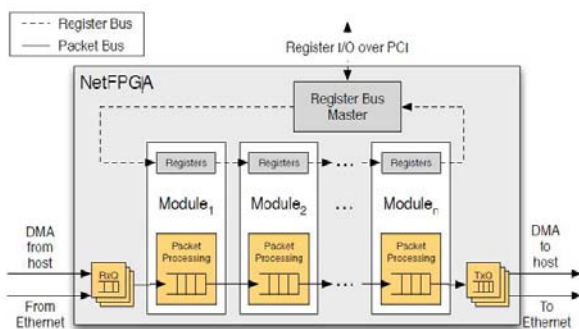 Register Bus
Packet Bus
Register I/O over PCI
NetFPGA
Register Bus
Master
Registers
Registers
...
Registers
Module1
Module2
...
Modulen
DMA
from
host
Packet
Processing
Packet
Processing
Packet
Processing
DMA
to
host
RxQ
...
TxQ
From
Ethernet
To
Ethernet